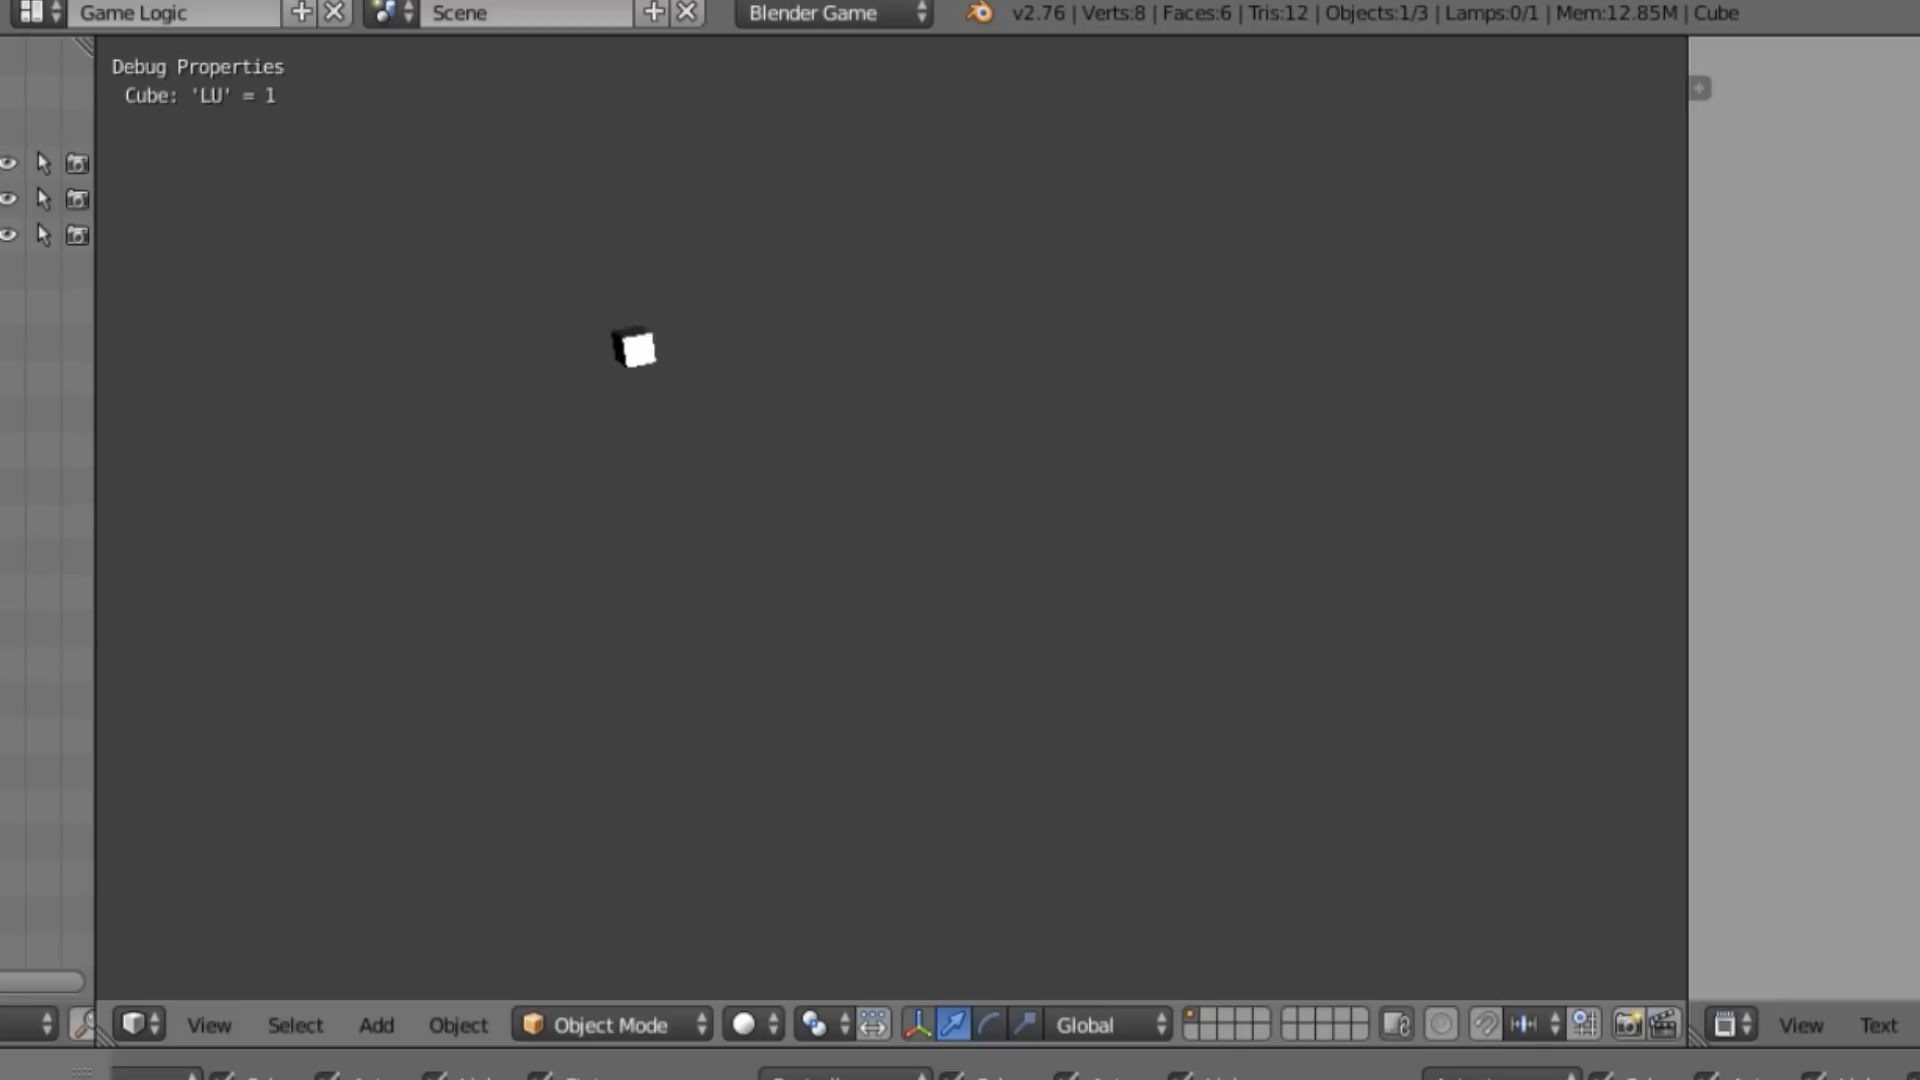 Game Logic Scene Blender Game v2.76 | Verts:8 | Faces:6 | Tris:12 | Objects:1/3 | Lamps:0/1 | Mem:12.85M | Cube
Debug Properties
Cube: 'LU' = 1
View Select Add Object Object Mode Global View Text